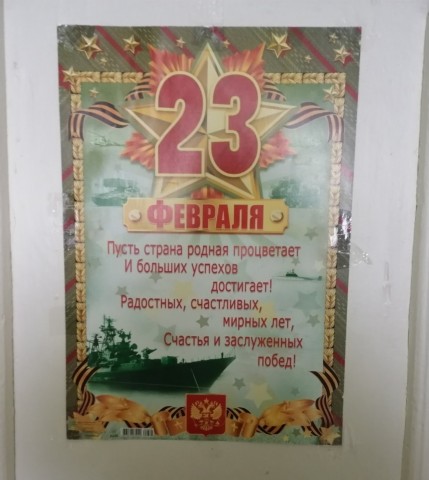 23
ФЕВРАЛЯ
Пусть страна родная процветает
И больших успехов
достигает!
Радостных, счастливых,
мирных лет,
Счастья и заслуженных
побед!